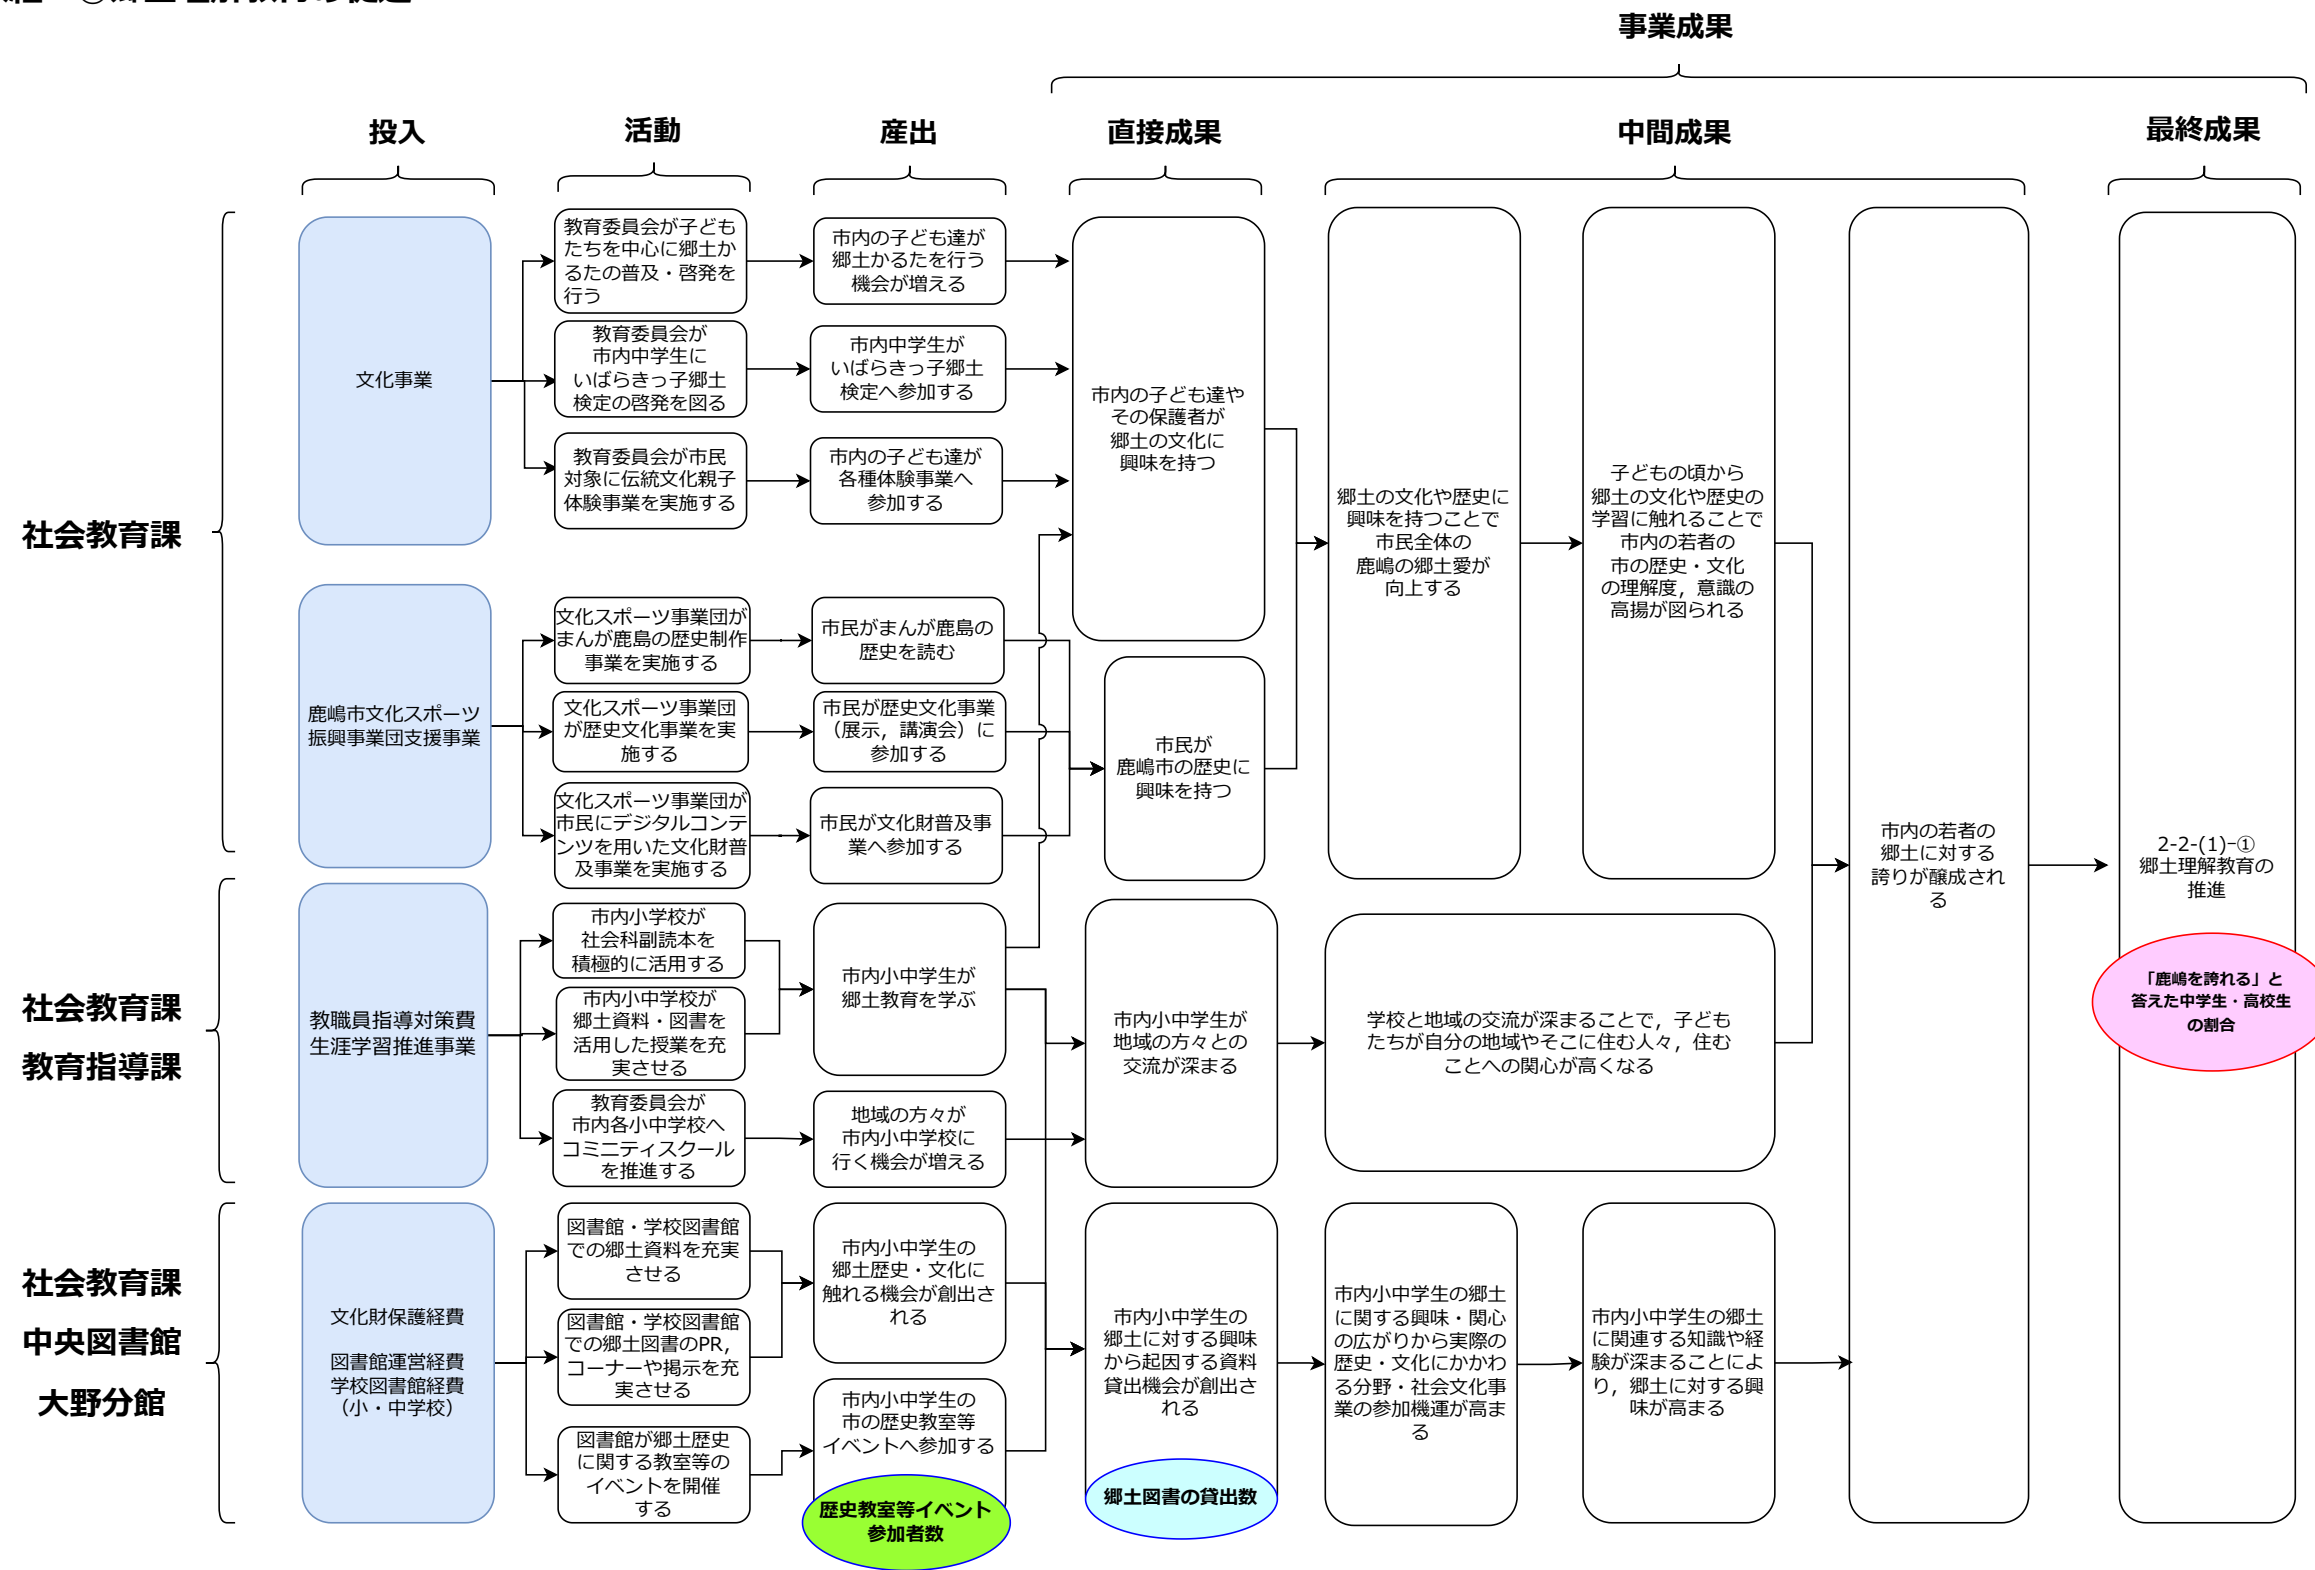 事業成果
投入
活動
産出
直接成果
中間成果
最終成果
社会教育課
文化事業
教育委員会が子ども
たちを中心に郷土か
るたの普及・啓発を
行う
市内の子ども達が
郷土かるたを行う
機会が増える
教育委員会が
市内中学生に
いばらきっ子郷土
検定の啓発を図る
市内中学生が
いばらきっ子郷土
検定へ参加する
教育委員会が市民
対象に伝統文化親子
体験事業を実施する
市内の子ども達が
各種体験事業へ
参加する
市内の子ども達や
その保護者が
郷土の文化に
興味を持つ
郷土の文化や歴史に
興味を持つことで
市民全体の
鹿嶋の郷土愛が
向上する
子どもの頃から
郷土の文化や歴史の
学習に触れることで
市内の若者の
市の歴史・文化
の理解度，意識の
高揚が図られる
鹿嶋市文化スポーツ
振興事業団支援事業
文化スポーツ事業団が
まんが鹿島の歴史制作
事業を実施する
市民がまんが鹿島の
歴史を読む
文化スポーツ事業団
が歴史文化事業を実
施する
市民が歴史文化事業
（展示，講演会）に
参加する
文化スポーツ事業団が
市民にデジタルコンテ
ンツを用いた文化財普
及事業を実施する
市民が文化財普及事
業へ参加する
市民が
鹿嶋市の歴史に
興味を持つ
市内の若者の
郷土に対する
誇りが醸成され
る
2-2-(1)-①
郷土理解教育の
推進
「鹿嶋を誇れる」と
答えた中学生・高校生
の割合
社会教育課
教育指導課
教職員指導対策費
生涯学習推進事業
市内小学校が
社会科副読本を
積極的に活用する
市内小中学校が
郷土資料・図書を
活用した授業を充
実させる
市内小中学生が
郷土教育を学ぶ
教育委員会が
市内各小中学校へ
コミニティスクール
を推進する
地域の方々が
市内小中学校に
行く機会が増える
市内小中学生が
地域の方々との
交流が深まる
学校と地域の交流が深まることで，子ども
たちが自分の地域やそこに住む人々，住む
ことへの関心が高くなる
社会教育課
中央図書館
大野分館
文化財保護経費
図書館運営経費
学校図書館経費
（小・中学校）
図書館・学校図書館
での郷土資料を充実
させる
図書館・学校図書館
での郷土図書のPR，
コーナーや掲示を充
実させる
市内小中学生の
郷土歴史・文化に
触れる機会が創出さ
れる
図書館が郷土歴史
に関する教室等の
イベントを開催
する
市内小中学生の
市の歴史教室等
イベントへ参加する
歴史教室等イベント
参加者数
市内小中学生の
郷土に対する興味
から起因する資料
貸出機会が創出さ
れる
郷土図書の貸出数
市内小中学生の郷土
に関する興味・関心
の広がりから実際の
歴史・文化にかかわ
る分野・社会文化事
業の参加機運が高ま
る
市内小中学生の郷土
に関連する知識や経
験が深まることによ
り，郷土に対する興
味が高まる